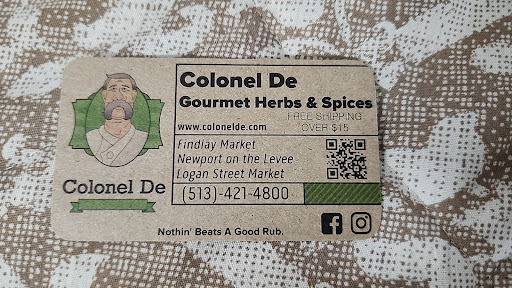 Colonel De
Gourmet Herbs & Spices
FREE SHIPPING
www.colonelde.com
OVER $15
Findlay Market
Newport on the Levee
Logan Street Market
Colonel De
(513)-421-4800
Nothin' Beats A Good Rub.